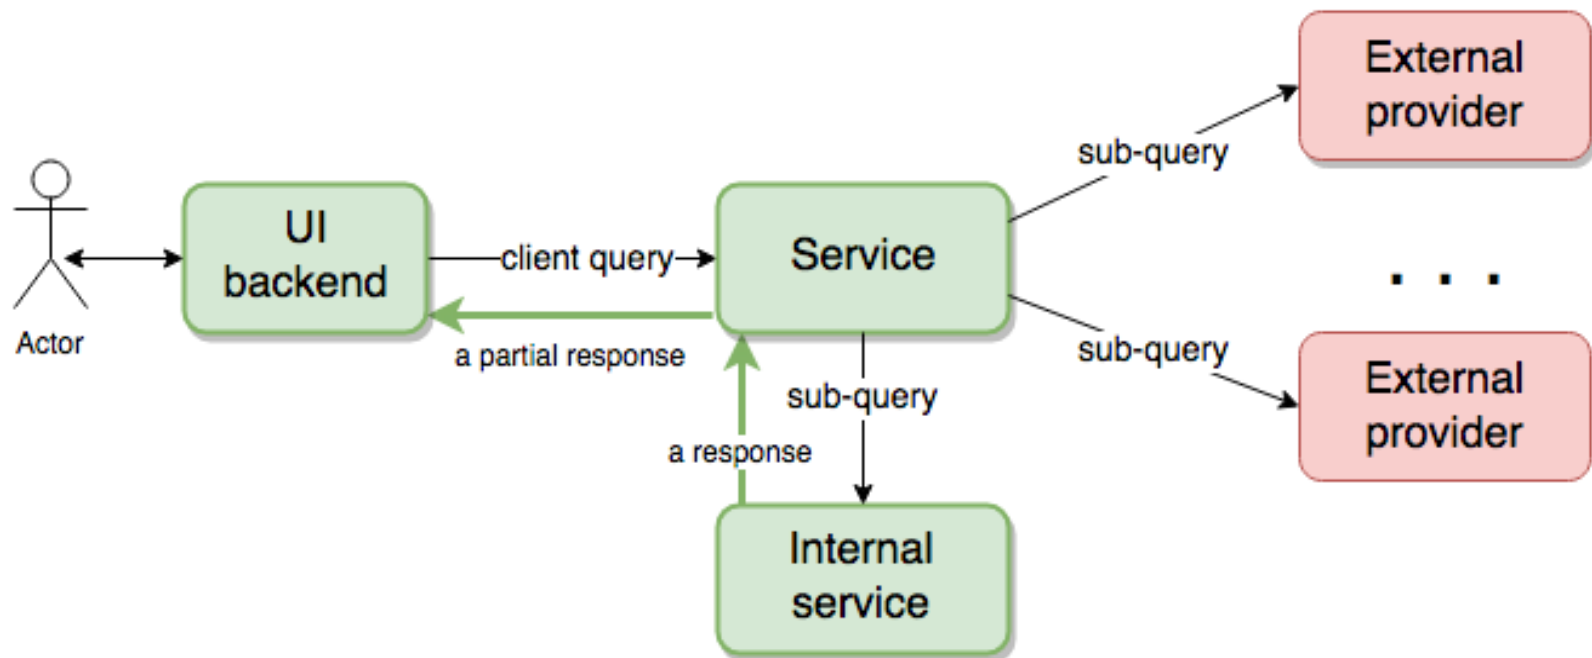 External
provider
sub-query
UI
backend
client query
Service
. . .
Actor
a partial response
sub-query
sub-query
External
provider
a response
Internal
service